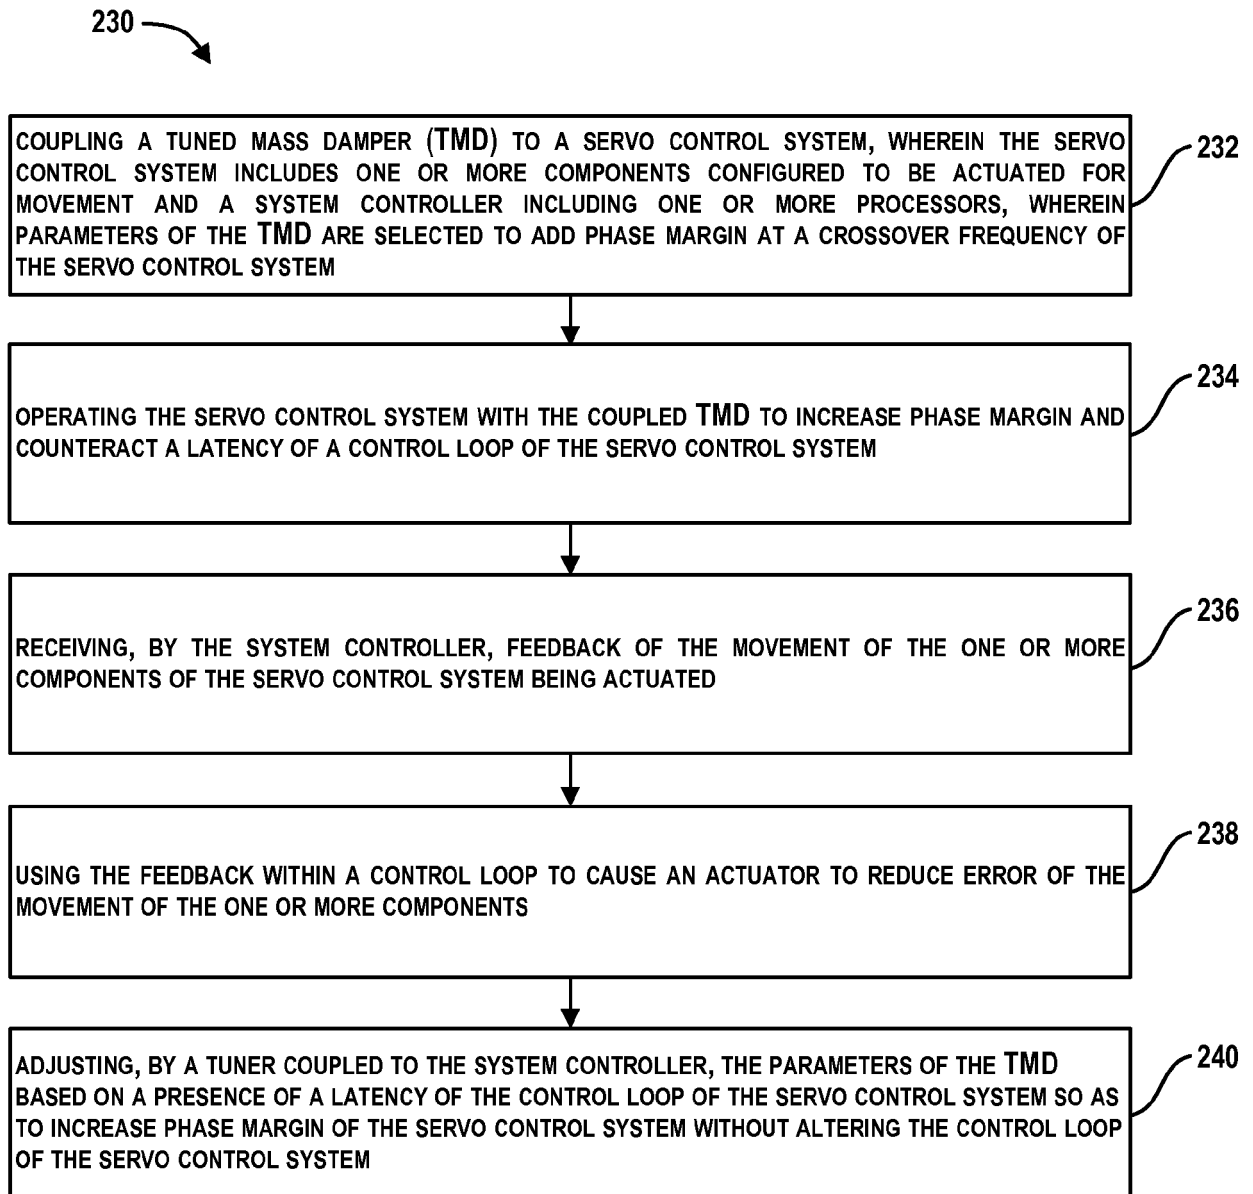 230
COUPLING A TUNED MASS DAMPER (TMD) TO A SERVO CONTROL SYSTEM, WHEREIN THE SERVO
CONTROL SYSTEM INCLUDES ONE OR MORE COMPONENTS CONFIGURED TO BE ACTUATED FOR
MOVEMENT AND A SYSTEM CONTROLLER INCLUDING ONE OR MORE PROCESSORS, WHEREIN
PARAMETERS OF THE TMD ARE SELECTED TO ADD PHASE MARGIN AT A CROSSOVER FREQUENCY OF
THE SERVO CONTROL SYSTEM
232
OPERATING THE SERVO CONTROL SYSTEM WITH THE COUPLED TMD TO INCREASE PHASE MARGIN AND
COUNTERACT A LATENCY OF A CONTROL LOOP OF THE SERVO CONTROL SYSTEM
234
RECEIVING, BY THE SYSTEM CONTROLLER, FEEDBACK OF THE MOVEMENT OF THE ONE OR MORE
COMPONENTS OF THE SERVO CONTROL SYSTEM BEING ACTUATED
236
USING THE FEEDBACK WITHIN A CONTROL LOOP TO CAUSE AN ACTUATOR TO REDUCE ERROR OF THE
MOVEMENT OF THE ONE OR MORE COMPONENTS
238
ADJUSTING, BY A TUNER COUPLED TO THE SYSTEM CONTROLLER, THE PARAMETERS OF THE TMD
BASED ON A PRESENCE OF A LATENCY OF THE CONTROL LOOP OF THE SERVO CONTROL SYSTEM SO AS
TO INCREASE PHASE MARGIN OF THE SERVO CONTROL SYSTEM WITHOUT ALTERING THE CONTROL LOOP
OF THE SERVO CONTROL SYSTEM
240